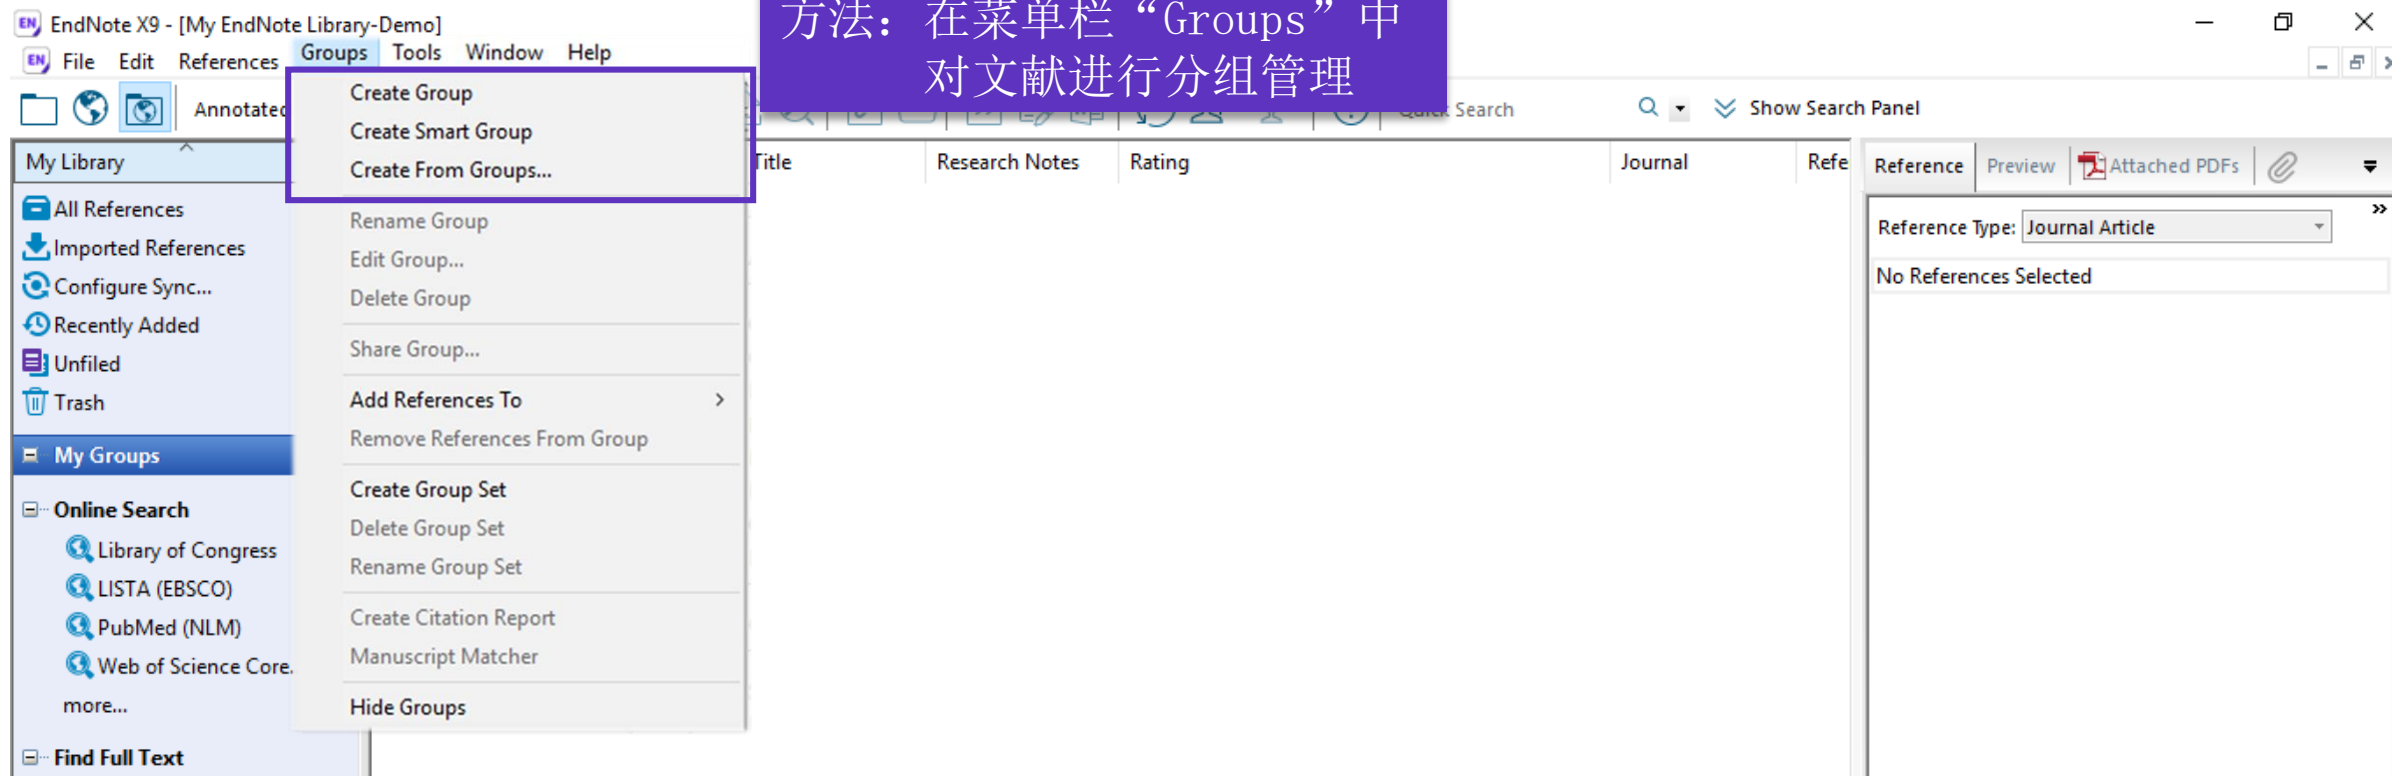 EndNote X9 - [My EndNote Library-Demo]
方法：在菜单栏“Groups”中
对文献进行分组管理
File Edit References Groups Tools Window Help
Annotated
Quick Search
Show Search Panel
My Library
Title Research Notes Rating Journal Refe
Reference Preview Attached PDFs
All References
Imported References
Configure Sync...
Recently Added
Unfiled
Trash
My Groups
Online Search
Library of Congress
LISTA (EBSCO)
PubMed (NLM)
Web of Science Core.
more...
Find Full Text
Create Group
Create Smart Group
Create From Groups...
Rename Group
Edit Group...
Delete Group
Share Group...
Add References To
Remove References From Group
Create Group Set
Delete Group Set
Rename Group Set
Create Citation Report
Manuscript Matcher
Hide Groups
Reference Type: Journal Article
No References Selected